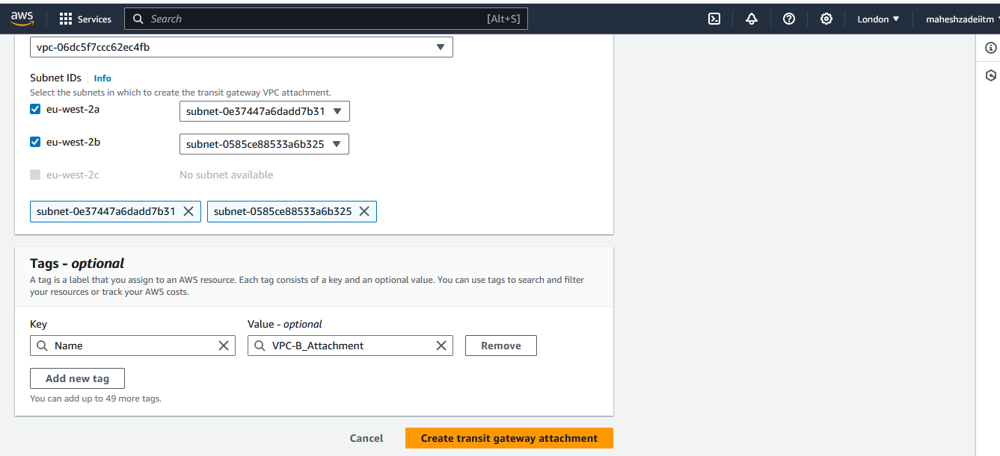 aws Services Search [Alt+S] London maheshzadeiitm
vpc-06dc5f7ccc62ec4fb
Subnet IDs Info
Select the subnets in which to create the transit gateway VPC attachment.
eu-west-2a subnet-0e37447a6dadd7b31
eu-west-2b subnet-0585ce88533a6b325
eu-west-2c No subnet available
subnet-0e37447a6dadd7b31 subnet-0585ce88533a6b325
Tags - optional
A tag is a label that you assign to an AWS resource. Each tag consists of a key and an optional value. You can use tags to search and filter
your resources or track your AWS costs.
Key Value - optional
Name VPC-B_Attachment Remove
Add new tag
You can add up to 49 more tags.
Cancel Create transit gateway attachment